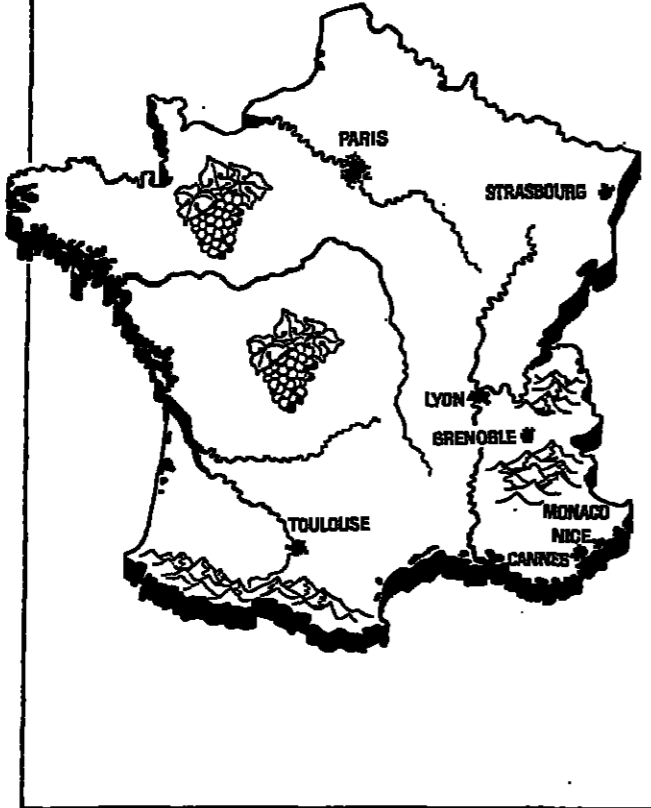 PARIS
STRASBOURG
LYON
GRENOBLE
TOULOUSE
MONACO
NICE
CANNES